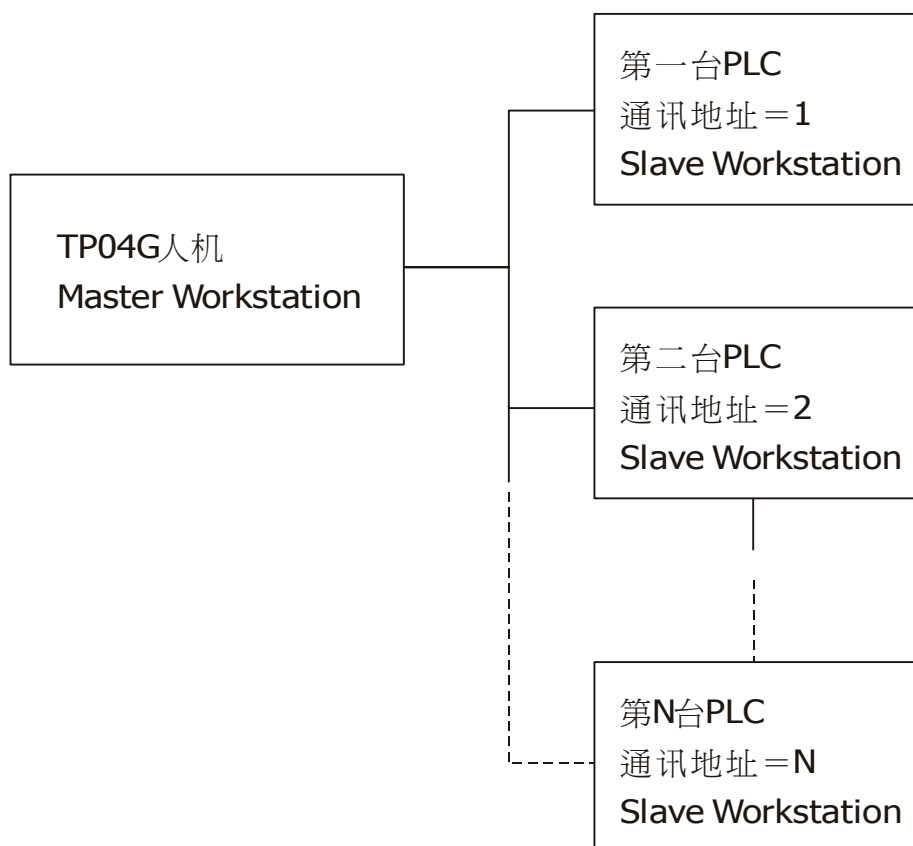 第一台PLC
通讯地址＝1
Slave Workstation
TP04G人机
Master Workstation
第二台PLC
通讯地址＝2
Slave Workstation
第N台PLC
通讯地址＝N
Slave Workstation